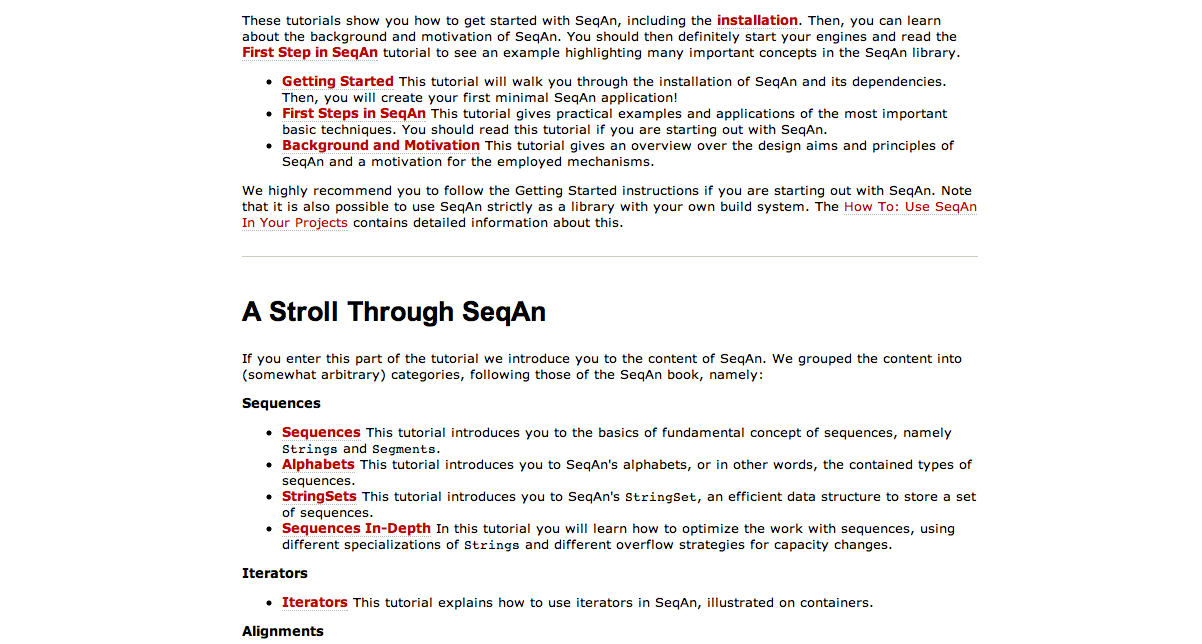 These tutorials show you how to get started with SeqAn, including the installation. Then, you can learn
about the background and motivation of SeqAn. You should then definitely start your engines and read the
First Step in SeqAn tutorial to see an example highlighting many important concepts in the SeqAn library.
• Getting Started This tutorial will walk you through the installation of SeqAn and its dependencies.
Then, you will create your first minimal SeqAn application!
• First Steps in SeqAn This tutorial gives practical examples and applications of the most important
basic techniques. You should read this tutorial if you are starting out with SeqAn.
• Background and Motivation This tutorial gives an overview over the design aims and principles of
SeqAn and a motivation for the employed mechanisms.
We highly recommend you to follow the Getting Started instructions if you are starting out with SeqAn. Note
that it is also possible to use SeqAn strictly as a library with your own build system. The How To: Use SeqAn
In Your Projects contains detailed information about this.
A Stroll Through SeqAn
If you enter this part of the tutorial we introduce you to the content of SeqAn. We grouped the content into
(somewhat arbitrary) categories, following those of the SeqAn book, namely:
Sequences
• Sequences This tutorial introduces you to the basics of fundamental concept of sequences, namely
Strings and Segments.
• Alphabets This tutorial introduces you to SeqAn's alphabets, or in other words, the contained types of
sequences.
• StringSets This tutorial introduces you to SeqAn's StringSet, an efficient data structure to store a set
of sequences.
• Sequences In-Depth In this tutorial you will learn how to optimize the work with sequences, using
different specializations of Strings and different overflow strategies for capacity changes.
Iterators
• Iterators This tutorial explains how to use iterators in SeqAn, illustrated on containers.
Alignments